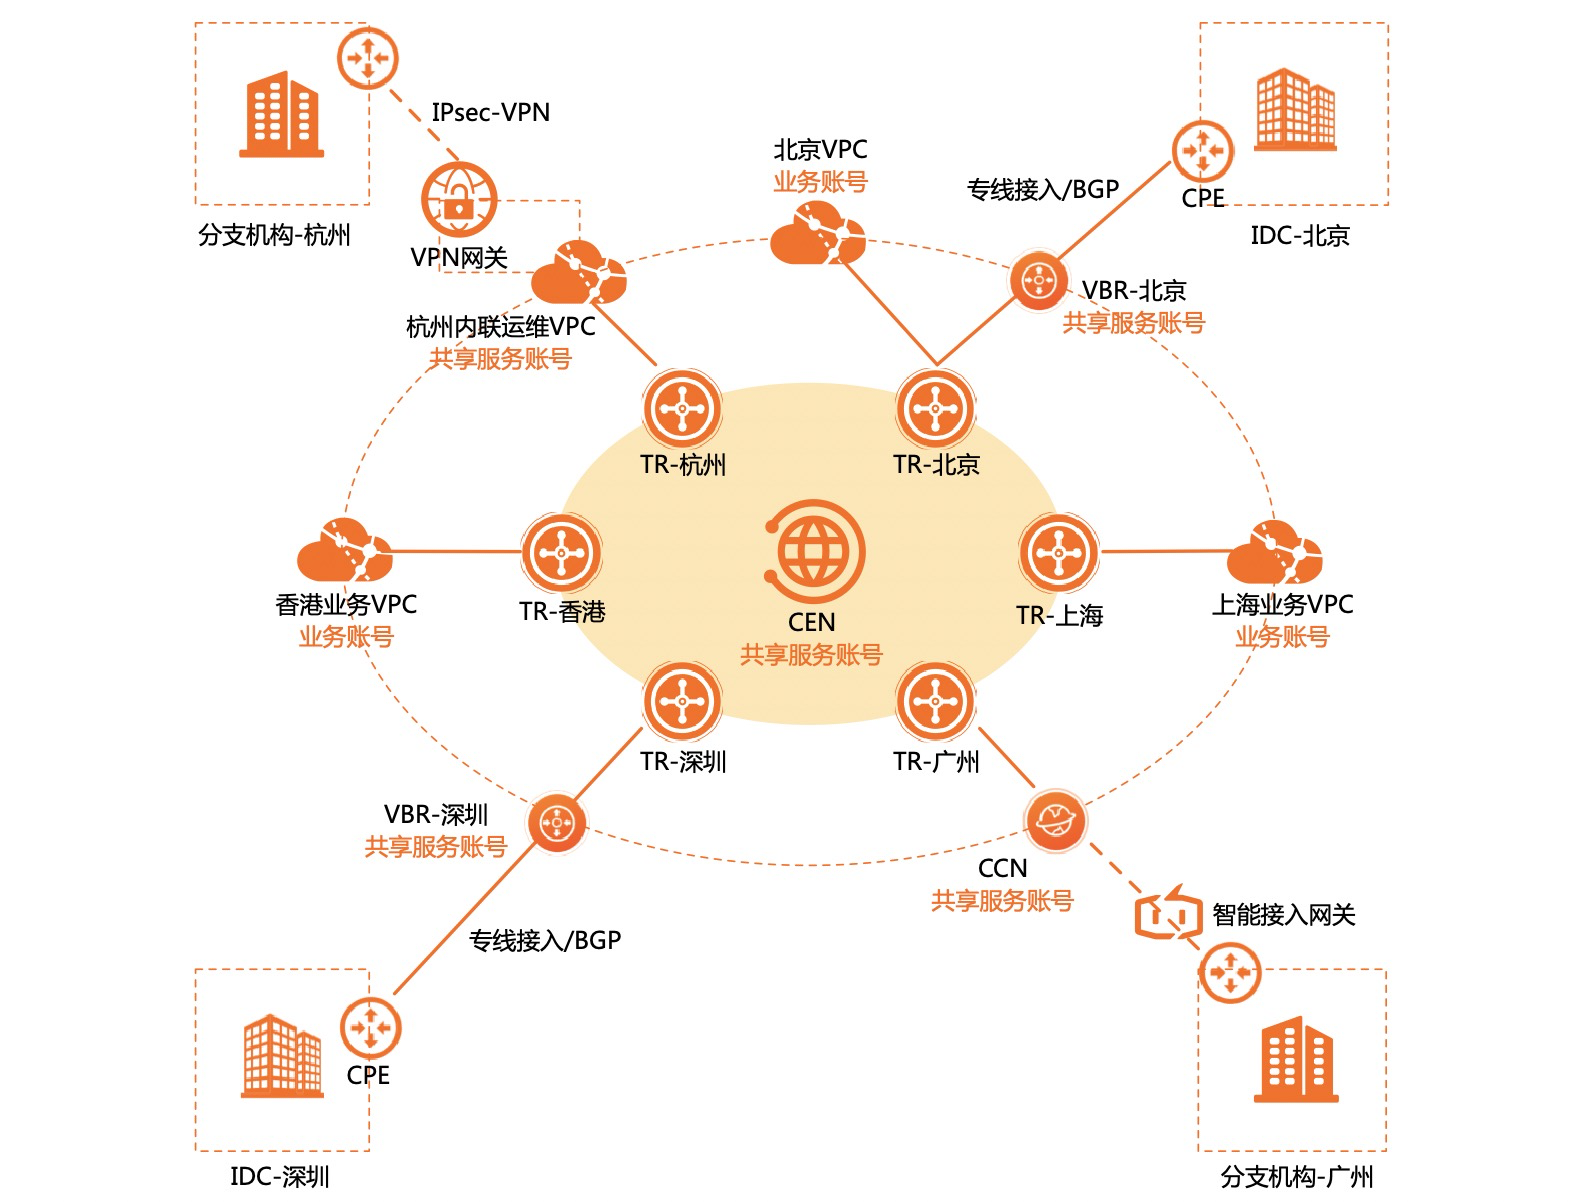 IPsec-VPN
分支机构-杭州
VPN网关
杭州内联运维VPC
共享服务账号
北京VPC
业务账号
专线接入/BGP
CPE
IDC-北京
VBR-北京
共享服务账号
TR-杭州
TR-北京
香港业务VPC
业务账号
TR-香港
CEN
共享服务账号
TR-上海
上海业务VPC
业务账号
TR-深圳
TR-广州
VBR-深圳
共享服务账号
CCN
共享服务账号
智能接入网关
专线接入/BGP
CPE
IDC-深圳
分支机构-广州